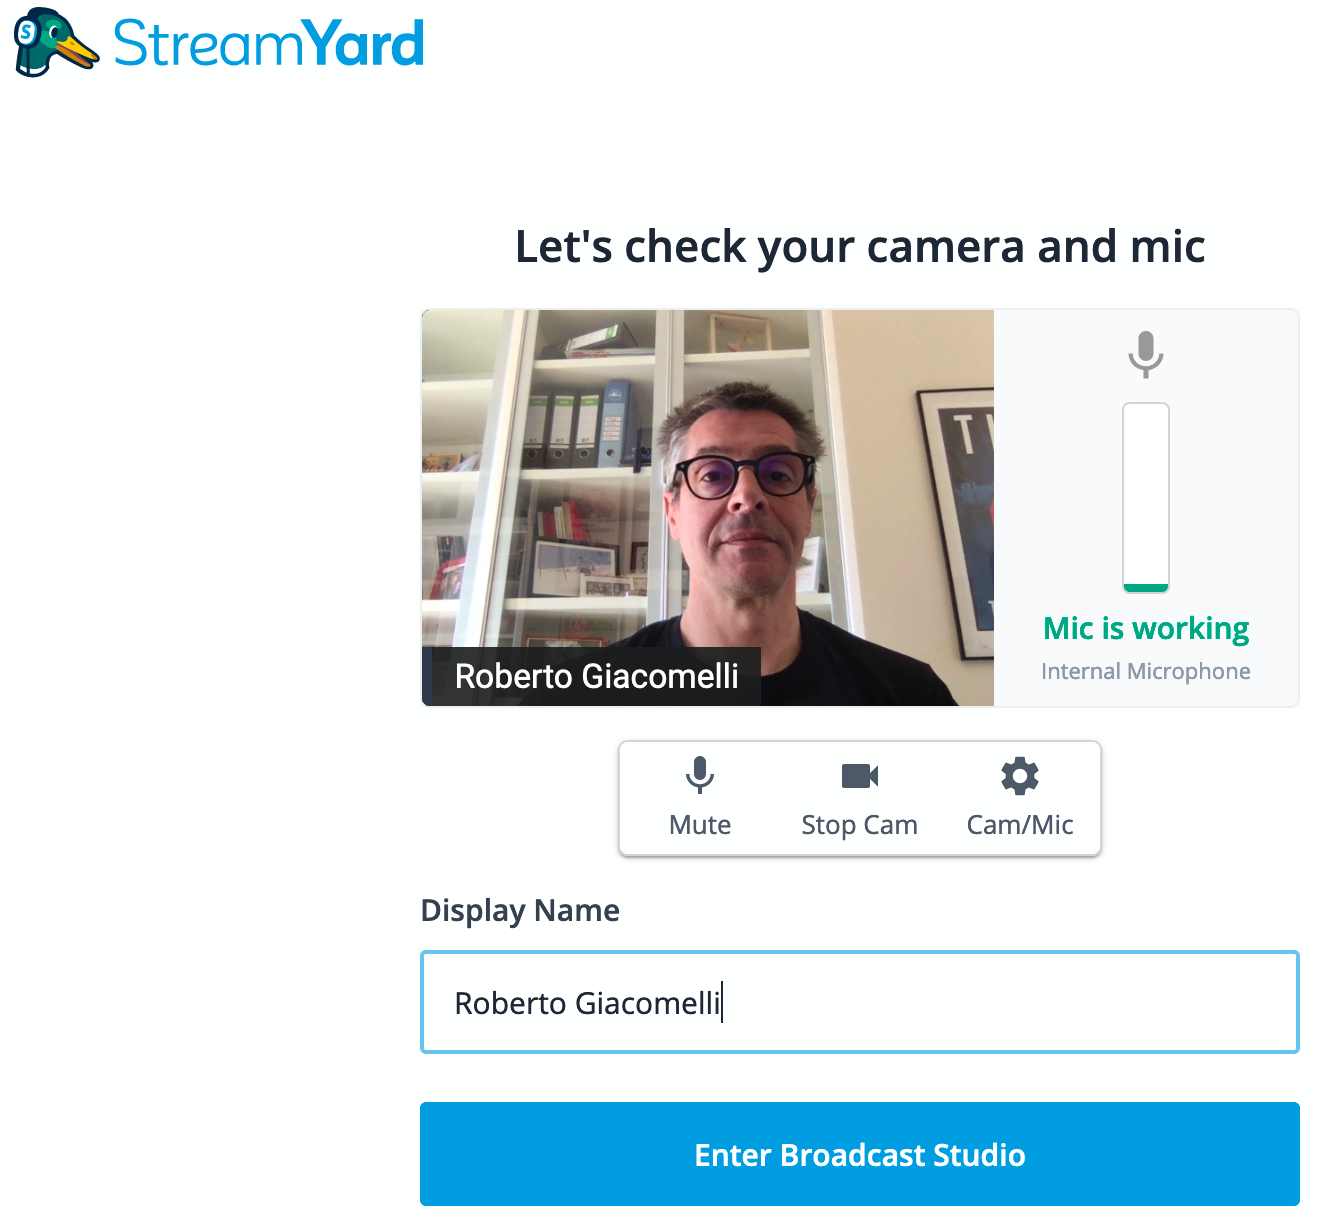 StreamYard
Let's check your camera and mic
Roberto Giacomelli
Mic is working
Internal Microphone
Mute
Stop Cam
Cam/Mic
Display Name
Roberto Giacomelli
Enter Broadcast Studio